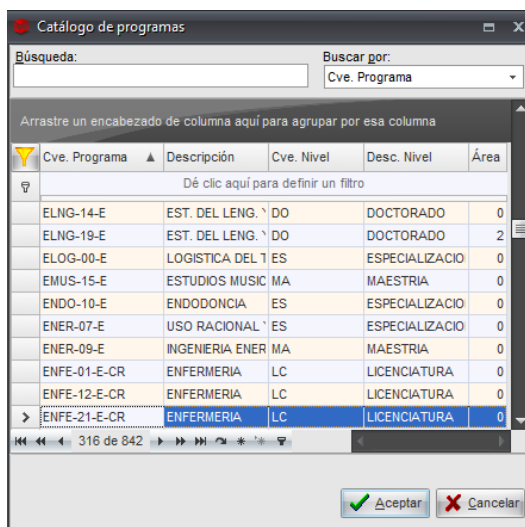 Catálogo de programas
Búsqueda: Buscar por:
Cve. Programa
Arrastre un encabezado de columna aquí para agrupar por esa columna
Cve. Programa Descripción Cve. Nivel Desc. Nivel Área
Dé clic aquí para definir un filtro
ELNG-14-E EST. DEL LENG. DO DOCTORADO 0
ELNG-19-E EST. DEL LENG. DO DOCTORADO 2
ELOG-00-E LOGISTICA DEL T ES ESPECIALIZACIO 0
EMUS-15-E ESTUDIOS MUSIC MA MAESTRIA 0
ENDO-10-E ENDODONCIA ES ESPECIALIZACIO 0
ENER-07-E USO RACIONAL ES ESPECIALIZACIO 0
ENER-09-E INGENIERIA ENER MA MAESTRIA 0
ENFE-01-E-CR ENFERMERIA LC LICENCIATURA 0
ENFE-12-E-CR ENFERMERIA LC LICENCIATURA 0
ENFE-21-E-CR ENFERMERIA LC LICENCIATURA 0
316 de 842
Aceptar Cancelar